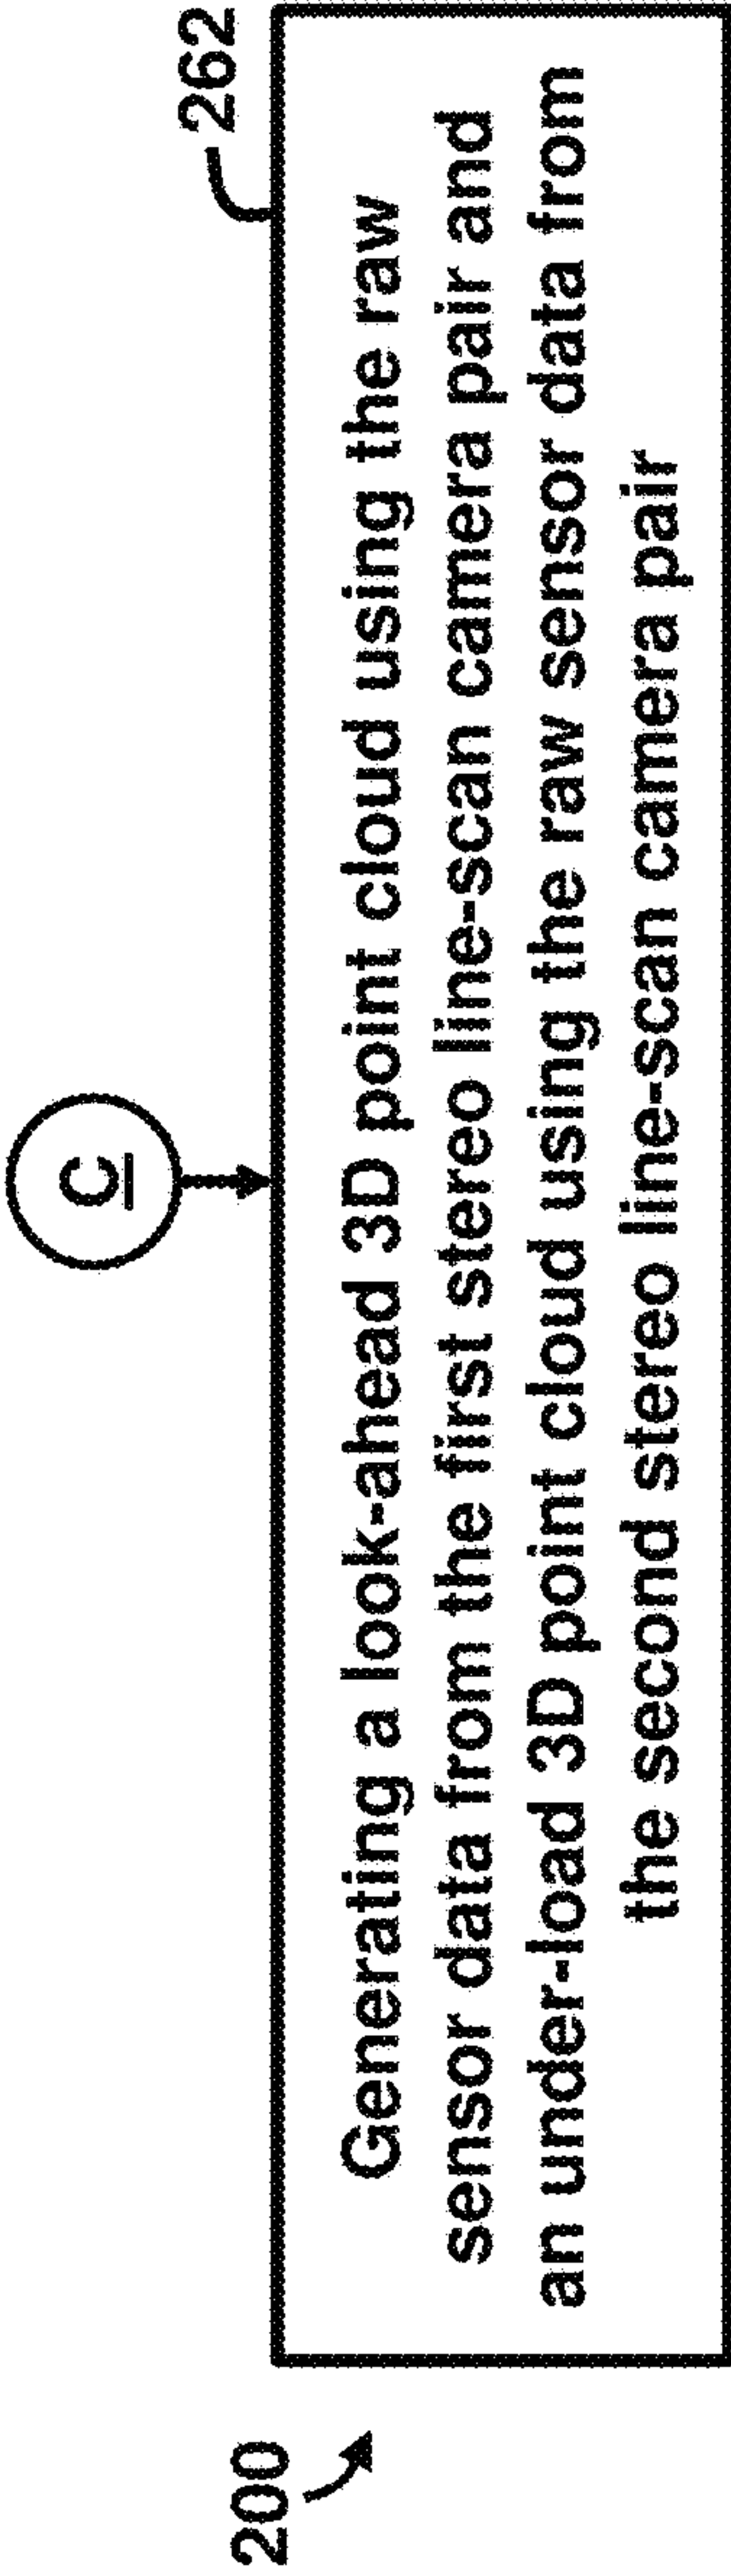 200
C
262
Generating a look-ahead 3D point cloud using the raw
sensor data from the first stereo line-scan camera pair and
an under-load 3D point cloud using the raw sensor data from
the second stereo line-scan camera pair